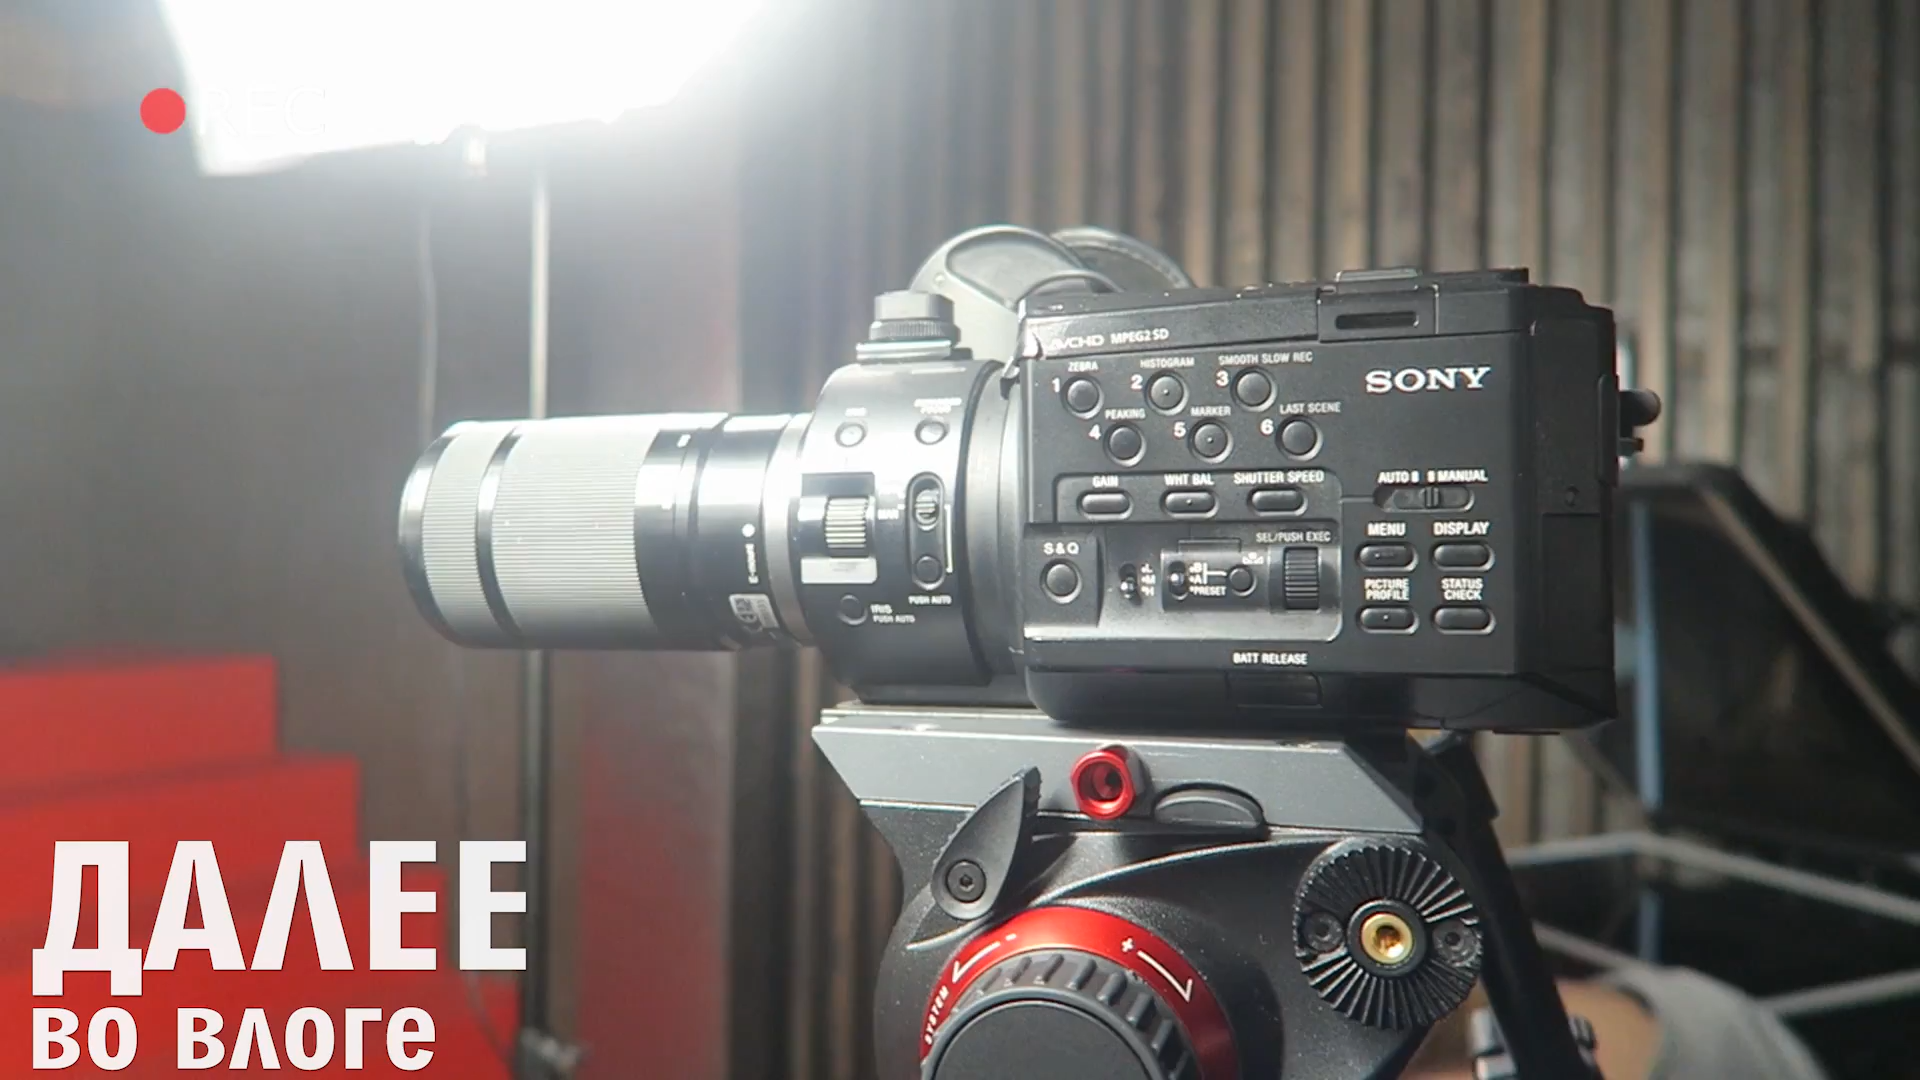 REC
AVCHD MPEG2 SD
ZEBRA
HISTOGRAM
SMOOTH SLOW REC
1
2
3
SONY
PEAKING
MARKER
LAST SCENE
4
5
6
GAIN
WHT BAL
SHUTTER SPEED
AUTO MANUAL
MENU
DISPLAY
S&Q
SEL/PUSH EXEC
L
M
H
B
A
PRESET
PICTURE
PROFILE
STATUS
CHECK
PUSH AUTO
IRIS
PUSH AUTO
BATT RELEASE
E-mount
SYSTEM
- +
ДАЛЕЕ
во влоге